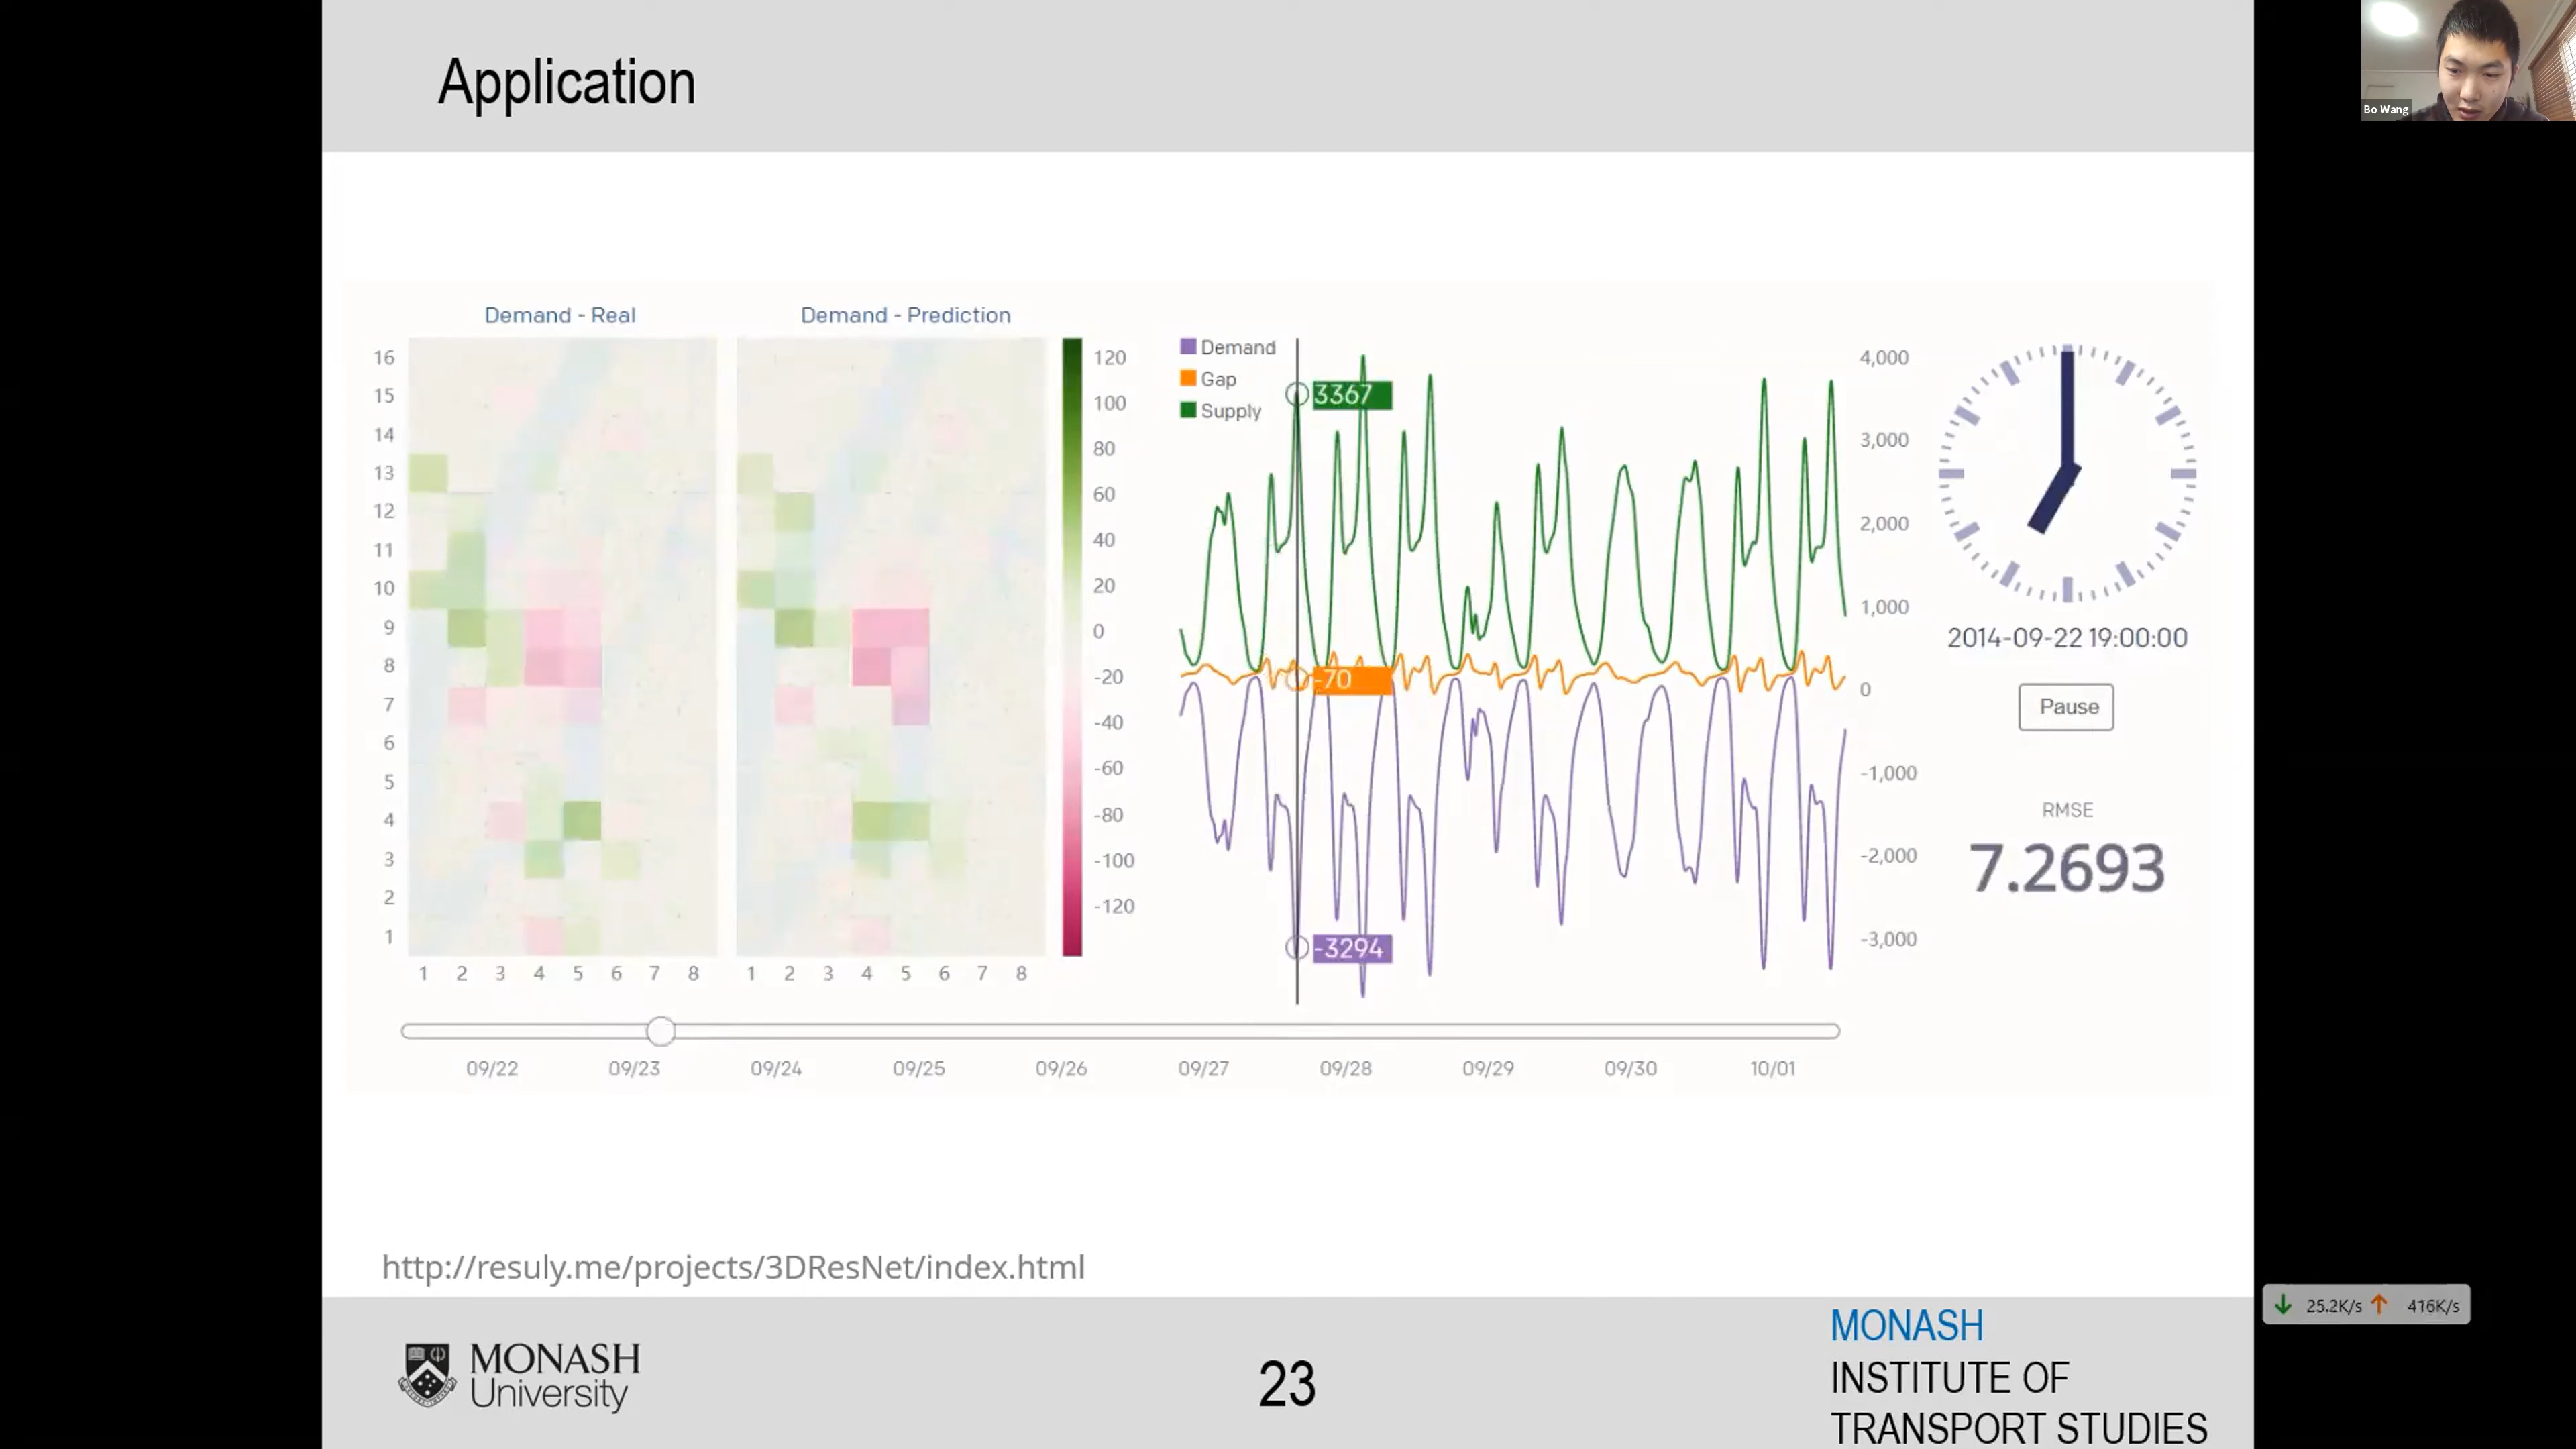 Application
Bo Wang
Demand - Real
Demand - Prediction
16
15
14
13
12
11
10
9
8
7
6
5
4
3
2
1
1 2 3 4 5 6 7 8
1 2 3 4 5 6 7 8
120
100
80
60
40
20
0
-20
-40
-60
-80
-100
-120
Demand
Gap
Supply
3367
-70
-3294
4,000
3,000
2,000
1,000
0
-1,000
-2,000
-3,000
2014-09-22 19:00:00
Pause
RMSE
7.2693
09/22 09/23 09/24 09/25 09/26 09/27 09/28 09/29 09/30 10/01
http://resuly.me/projects/3DResNet/index.html
25.2K/s 416K/s
MONASH
University
23
MONASH
INSTITUTE OF
TRANSPORT STUDIES